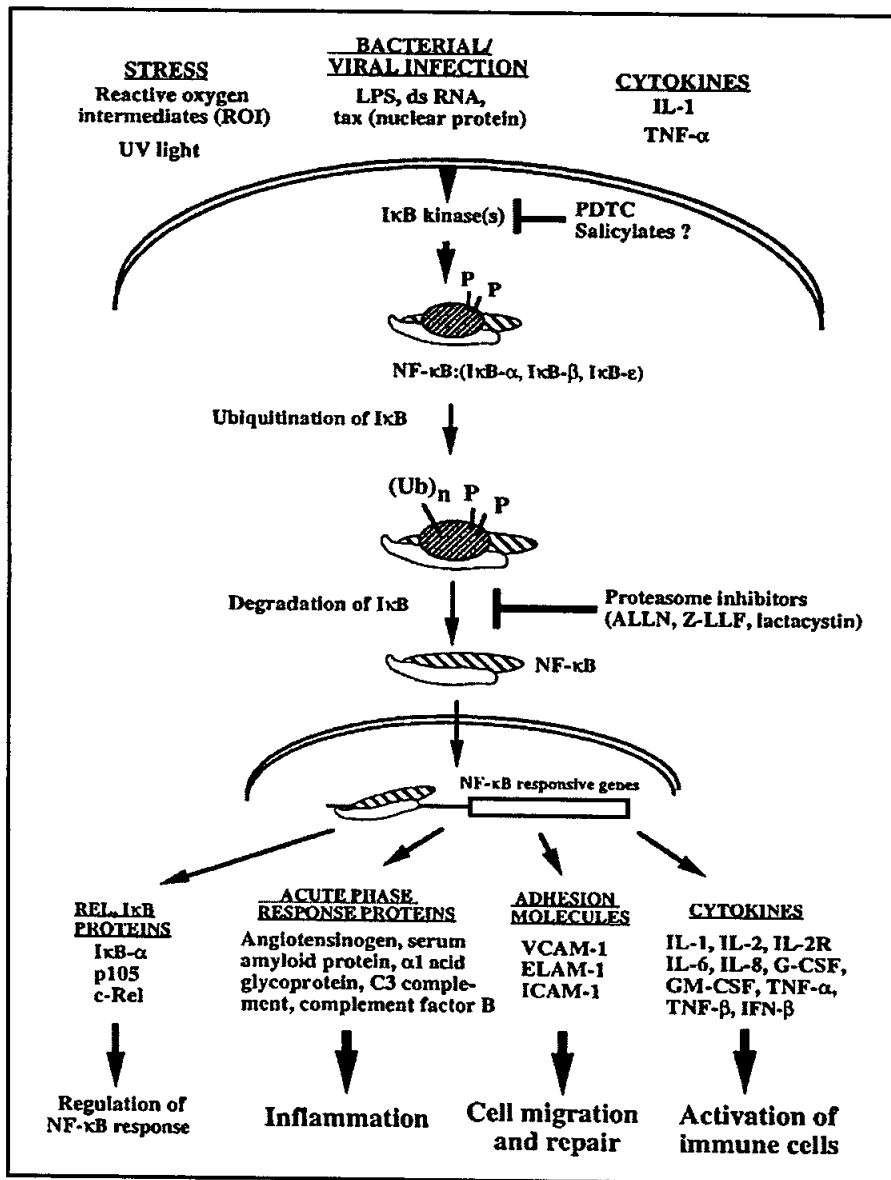 STRESS
Reactive oxygen
intermediates (ROI)
UV light
BACTERIAL/
VIRAL INFECTION
LPS, ds RNA,
tax (nuclear protein)
CYTOKINES
IL-1
TNF-α
IκB kinase(s)
PDTC
Salicylates ?
P
P
NF-κB:(IκB-α, IκB-β, IκB-ε)
Ubiquitination of IκB
(Ub)n P
P
Degradation of IκB
Proteasome inhibitors
(ALLN, Z-LLF, lactacystin)
NF-κB
NF-κB responsive genes
REL, IκB
PROTEINS
IκB-α
p105
c-Rel
Regulation of
NF-κB response
ACUTE PHASE
RESPONSE PROTEINS
Angiotensinogen, serum
amyloid protein, α1 acid
glycoprotein, C3 comple-
ment, complement factor B
Inflammation
ADHESION
MOLECULES
VCAM-1
ELAM-1
ICAM-1
Cell migration
and repair
CYTOKINES
IL-1, IL-2, IL-2R
IL-6, IL-8, G-CSF,
GM-CSF, TNF-α,
TNF-β, IFN-β
Activation of
immune cells